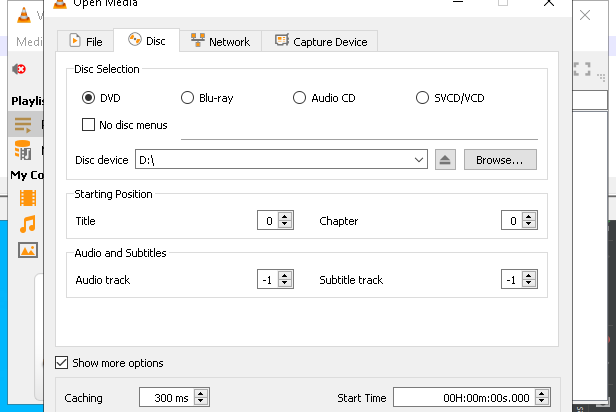 Open Media
Medi
File
Disc
Network
Capture Device
Disc Selection
DVD
Blu-ray
Audio CD
SVCD/VCD
No disc menus
Disc device
D:\
Browse...
Starting Position
Title
0
Chapter
0
Audio and Subtitles
Audio track
-1
Subtitle track
-1
Show more options
Caching
300 ms
Start Time
00H:00m:00s.000
Playlis
My Co